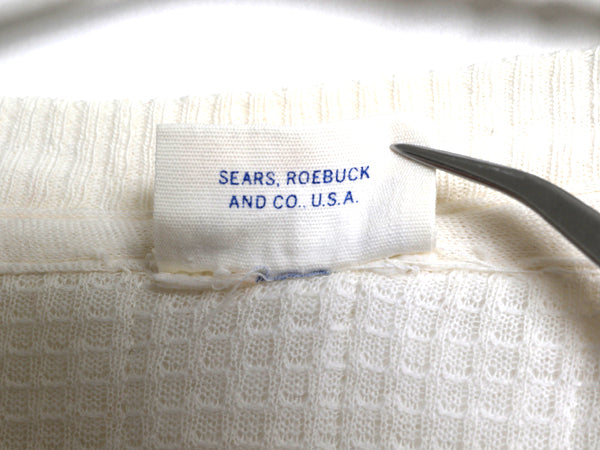 SEARS, ROEBUCK
AND CO., U.S.A.